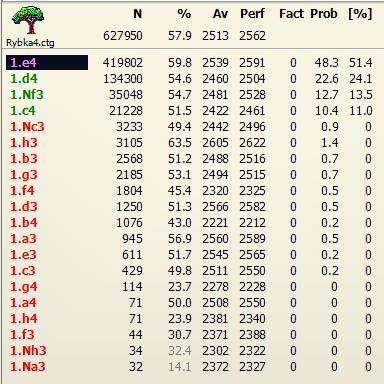 N % Av Perf Fact Prob [%]
Rybka4.ctg 627950 57.9 2513 2562
1.e4 419802 59.8 2539 2591 0 48.3 51.4
1.d4 134300 54.6 2460 2504 0 22.6 24.1
1.Nf3 35048 54.7 2481 2528 0 12.7 13.5
1.c4 21228 51.5 2422 2461 0 10.4 11.0
1.Nc3 3233 49.4 2442 2496 0 0.9 0
1.h3 3105 63.5 2605 2622 0 1.4 0
1.b3 2568 51.2 2488 2516 0 0.7 0
1.g3 2185 53.1 2494 2515 0 0.7 0
1.f4 1804 45.4 2320 2325 0 0.5 0
1.d3 1250 51.3 2566 2582 0 0.5 0
1.b4 1076 43.0 2221 2212 0 0.2 0
1.a3 945 56.9 2560 2589 0 0.5 0
1.e3 611 51.7 2545 2565 0 0.2 0
1.c3 429 49.8 2511 2550 0 0.2 0
1.g4 114 23.7 2278 2228 0 0 0
1.a4 71 50.0 2508 2550 0 0 0
1.h4 71 23.9 2381 2340 0 0 0
1.f3 44 30.7 2371 2388 0 0 0
1.Nh3 34 32.4 2302 2322 0 0 0
1.Na3 32 14.1 2372 2327 0 0 0